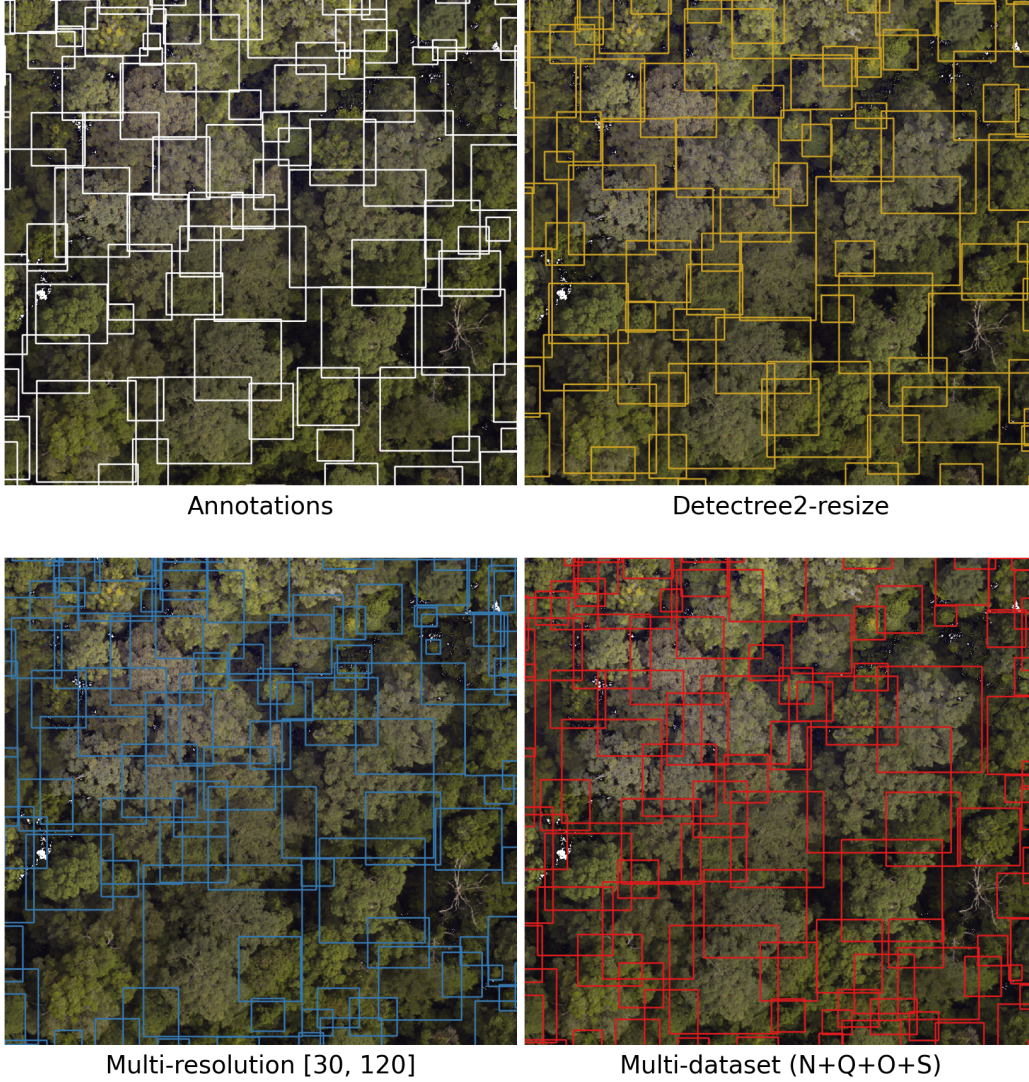 Annotations
Detectree2-resize
Multi-resolution [30, 120]
Multi-dataset (N+Q+O+S)